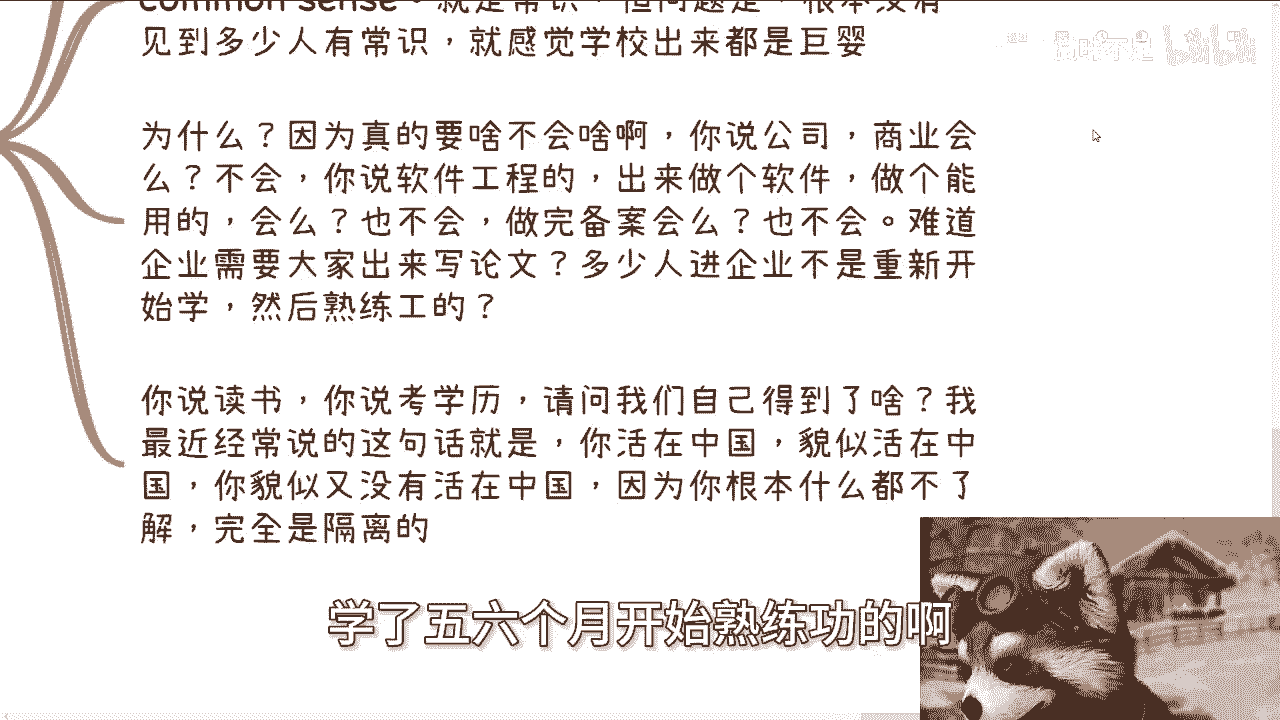 common sense。就是常识，但问题是，根本没有
见到多少人有常识，就感觉学校出来都是巨婴
为什么？因为真的要啥不会啥啊，你说公司，商业会
么？不会，你说软件工程的，出来做个软件，做个能
用的，会么？也不会，做完备案会么？也不会。难道
企业需要大家出来写论文？多少人进企业不是重新开
始学，然后熟练工的？
你说读书，你说考学历，请问我们自己得到了啥？我
最近经常说的这句话就是，你活在中国，貌似活在中
国，你貌似又没有活在中国，因为你根本什么都不了
解，完全是隔离的
学了五六个月开始熟练功的啊